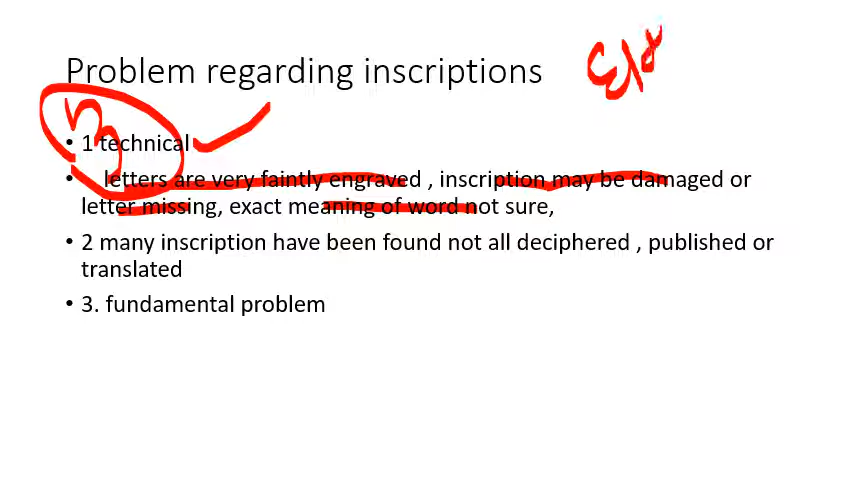 Problem regarding inscriptions
• 1 technical
• letters are very faintly engraved , inscription may be damaged or
letter missing, exact meaning of word not sure,
• 2 many inscription have been found not all deciphered , published or
translated
• 3. fundamental problem